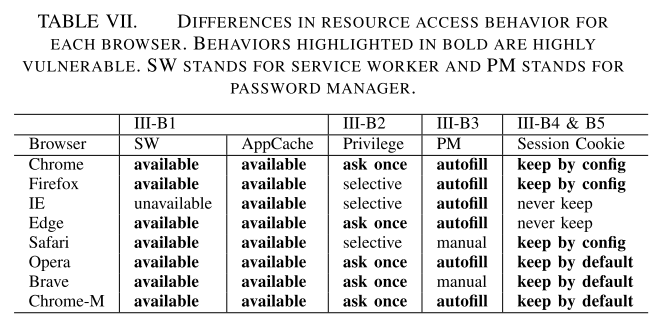 TABLE VII. DIFFERENCES IN RESOURCE ACCESS BEHAVIOR FOR
EACH BROWSER. BEHAVIORS HIGHLIGHTED IN BOLD ARE HIGHLY
VULNERABLE. SW STANDS FOR SERVICE WORKER AND PM STANDS FOR
PASSWORD MANAGER.
III-B1 III-B2 III-B3 III-B4 & B5
Browser SW AppCache Privilege PM Session Cookie
Chrome available available ask once autofill keep by config
Firefox available available selective autofill keep by config
IE unavailable available selective autofill never keep
Edge available available ask once autofill never keep
Safari available available selective manual keep by config
Opera available available ask once autofill keep by default
Brave available available ask once manual keep by default
Chrome-M available available ask once autofill keep by default